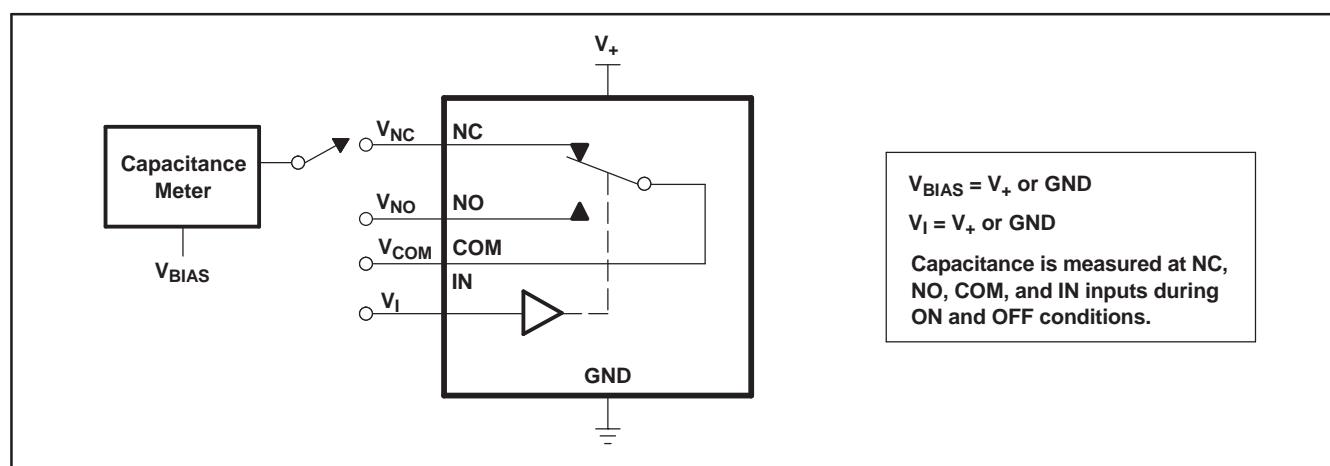 V+
VNC
NC
Capacitance
Meter
VNO
NO
VCOM
COM
VBIAS
IN
VI
GND
VBIAS = V+ or GND
VI = V+ or GND
Capacitance is measured at NC,
NO, COM, and IN inputs during
ON and OFF conditions.